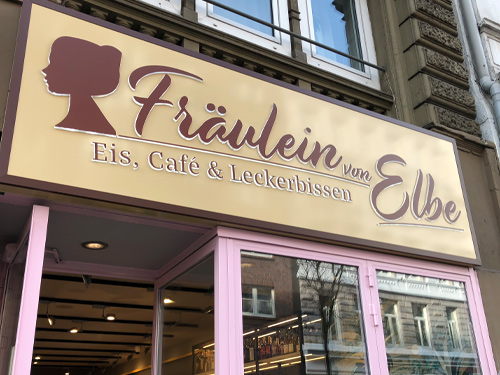 Fräulein von Elbe
Eis, Café & Leckerbissen